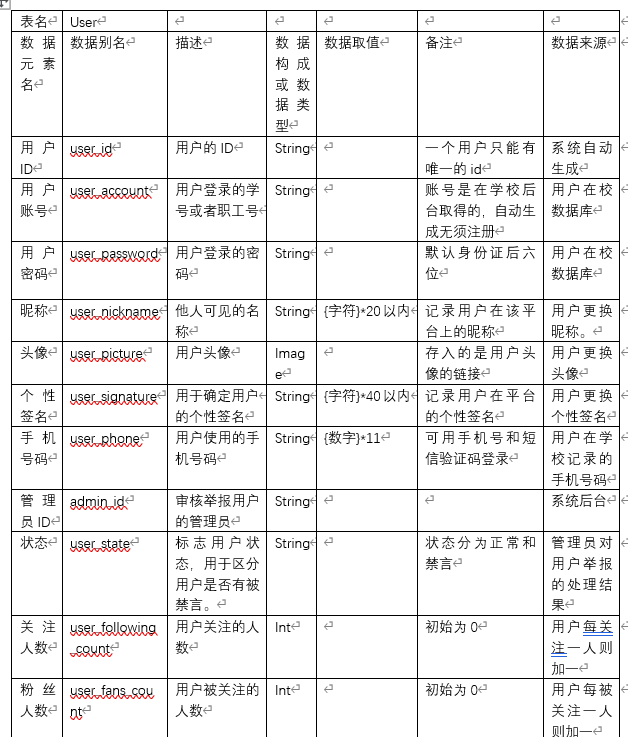 表名 User
数据元素名 数据别名 描述 数据构成或数据类型 数据取值 备注 数据来源
用户ID user_id 用户的 ID String 一个用户只能有唯一的 id 系统自动生成
用户账号 user_account 用户登录的学号或者职工号 String 账号是在学校后台取得的，自动生成无须注册 用户在校数据库
用户密码 user_password 用户登录的密码 String 默认身份证后六位 用户在校数据库
昵称 user_nickname 他人可见的名称 String {字符}*20 以内 记录用户在该平台上的昵称 用户更换昵称。
头像 user_picture 用户头像 Image 存入的是用户头像的链接 用户更换头像
个性签名 user_signature 用于确定用户的个性签名 String {字符}*40 以内 记录用户在平台的个性签名 用户更换个性签名
手机号码 user_phone 用户使用的手机号码 String {数字}*11 可用手机号和短信验证码登录 用户在学校记录的手机号码
管理员ID admin_id 审核举报用户的管理员 String 系统后台
状态 user_state 标志用户状态，用于区分用户是否有被禁言。 String 状态分为正常和禁言 管理员对用户举报的处理结果
关注人数 user_following_count 用户关注的人数 Int 初始为 0 用户每关注一人则加一
粉丝人数 user_fans_count 用户被关注的人数 Int 初始为 0 用户每被关注一人则加一